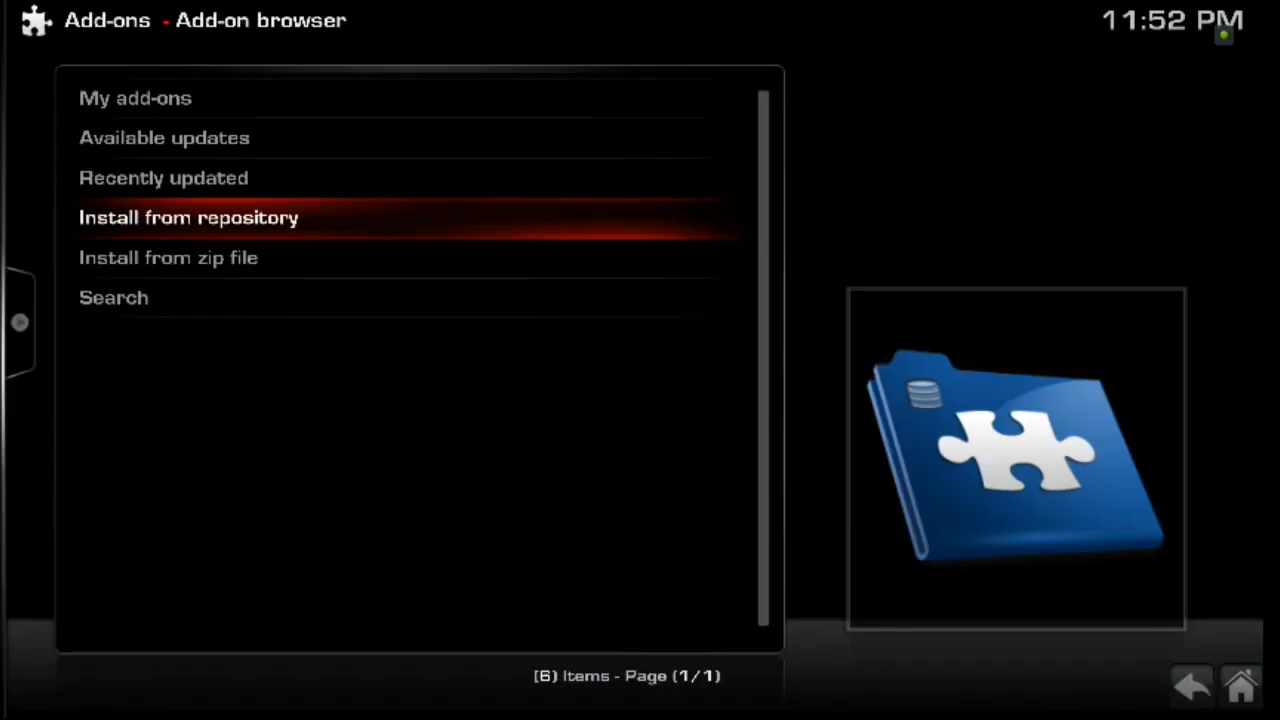 Add-ons - Add-on browser
11:52 PM
My add-ons
Available updates
Recently updated
Install from repository
Install from zip file
Search
(6) Items - Page (1/1)